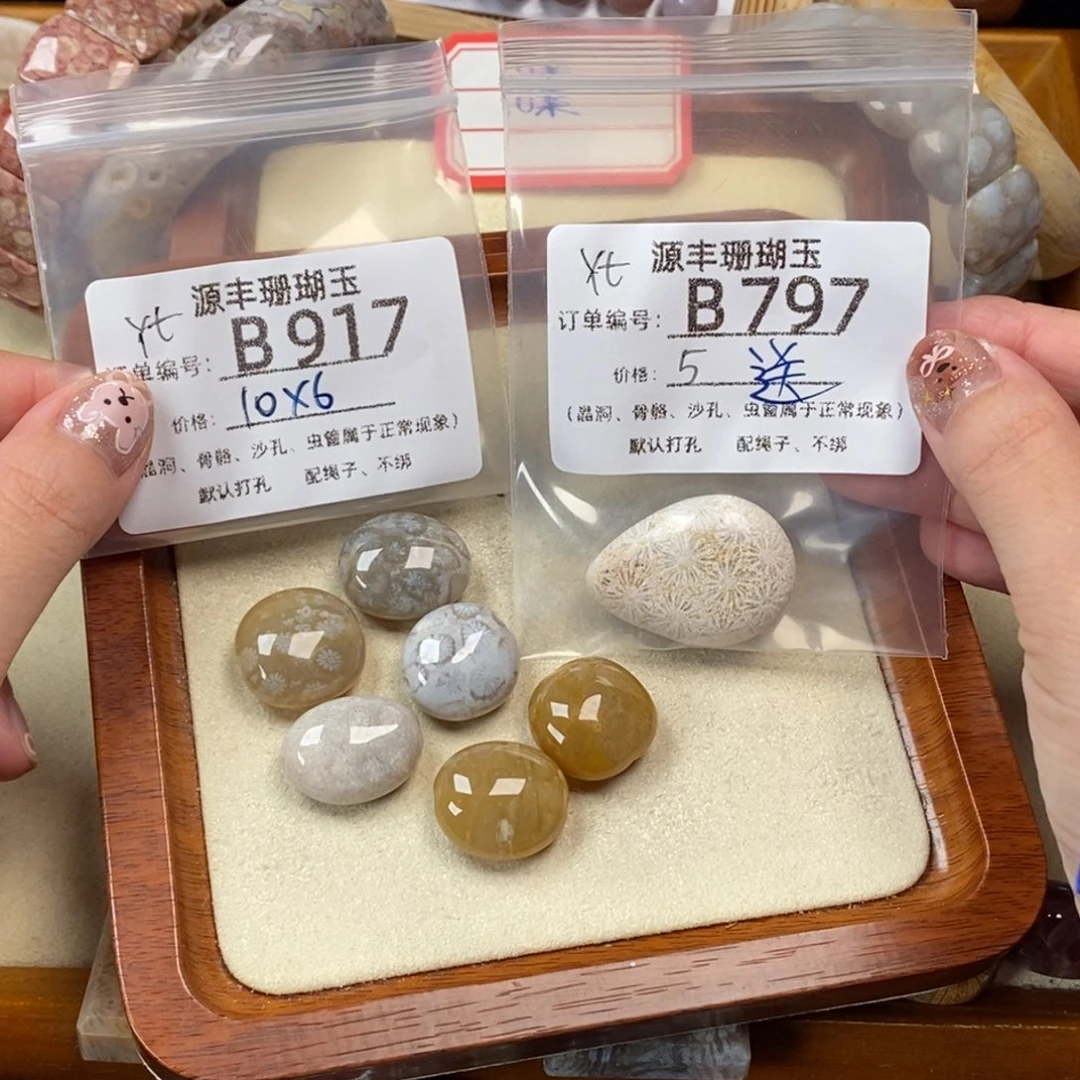 yt
源丰珊瑚玉
单编号: B917
价格: 10X6
晶洞、骨骼、沙孔、虫管属于正常现象)
默认打孔 配绳子、不绑
yt
源丰珊瑚玉
订单编号: B797
价格: 5 送
(晶洞、骨骼、沙孔、虫管属于正常现象)
默认打孔 配绳子、不绑